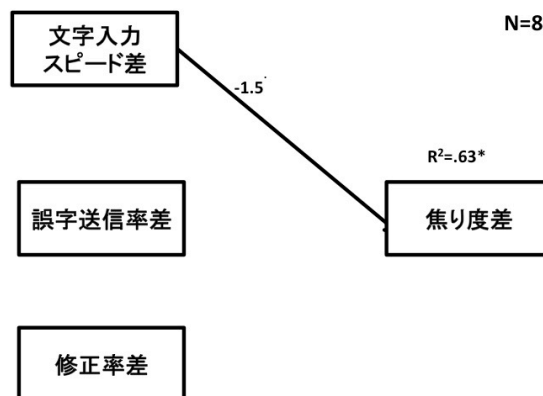 文字入力
スピード差
N=8
-1.5
R²=.63*
誤字送信率差
焦り度差
修正率差